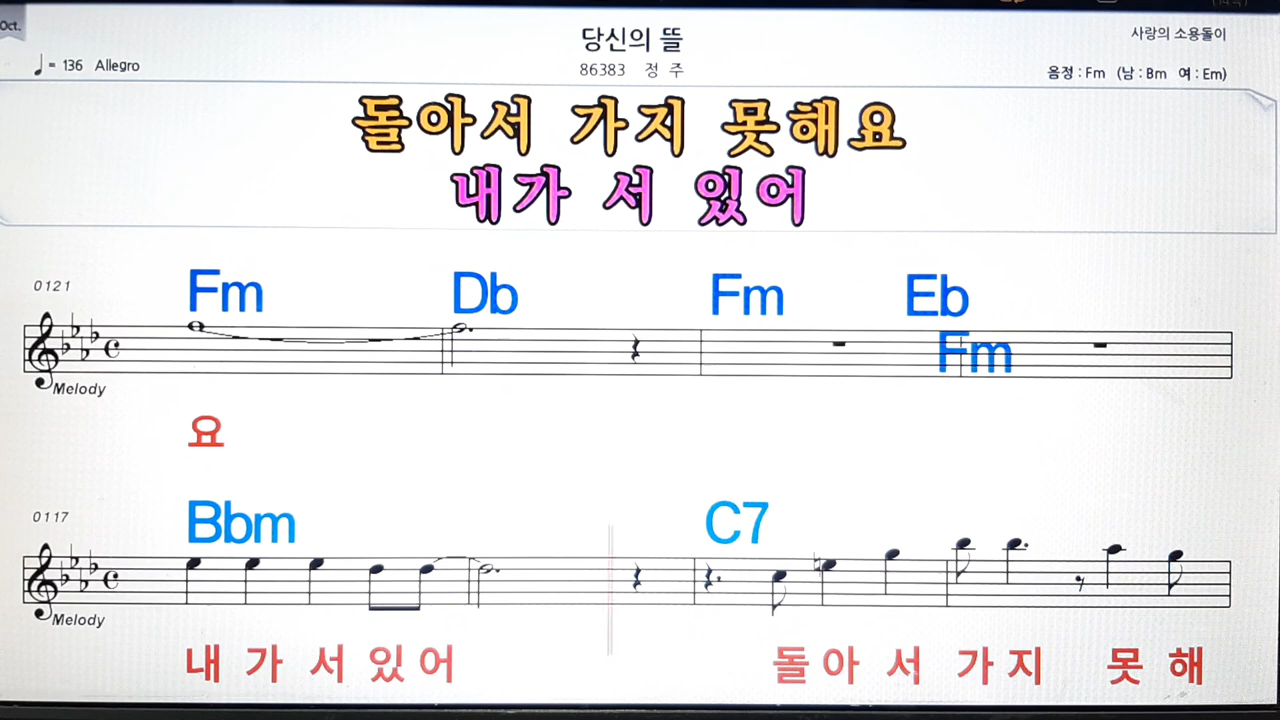 Oct.
당신의 뜰
사랑의 소용돌이
♩= 136 Allegro
86383 정 주
음정 : Fm (남 : Bm 여 : Em)
돌아서 가지 못해요
내가 서 있어
0121
Fm Db Fm Eb
Fm
Melody
요
0117
Bbm C7
Melody
내 가 서 있 어 돌 아 서 가 지 못 해